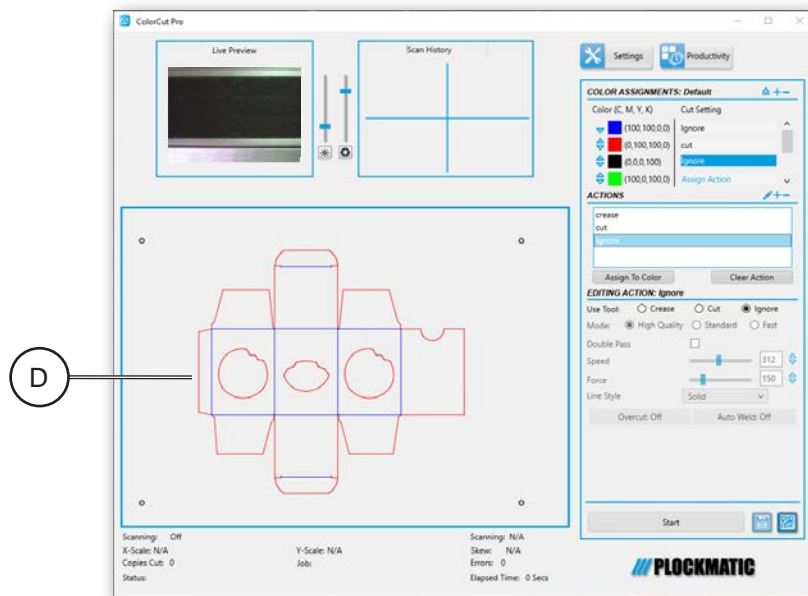 ColorCut Pro
Live Preview
Scan History
Settings
Productivity
COLOR ASSIGNMENTS: Default
Color (C, M, Y, K) Cut Setting
(100,100,0,0) Ignore
(0,100,100,0) cut
(0,0,0,100) Ignore
(100,0,100,0) Assign Action
ACTIONS
crease
cut
Ignore
Assign To Color Clear Action
EDITING ACTION: Ignore
Use Tool: Crease Cut Ignore
Mode: High Quality Standard Fast
Double Pass
Speed 312
Force 150
Line Style Solid
Overcut: Off Auto Weld: Off
Start
D
Scanning: Off Scanning: N/A
X-Scale: N/A Y-Scale: N/A Skew: N/A
Copies Cut: 0 Job: Errors: 0
Status: Elapsed Time: 0 Secs
PLOCKMATIC